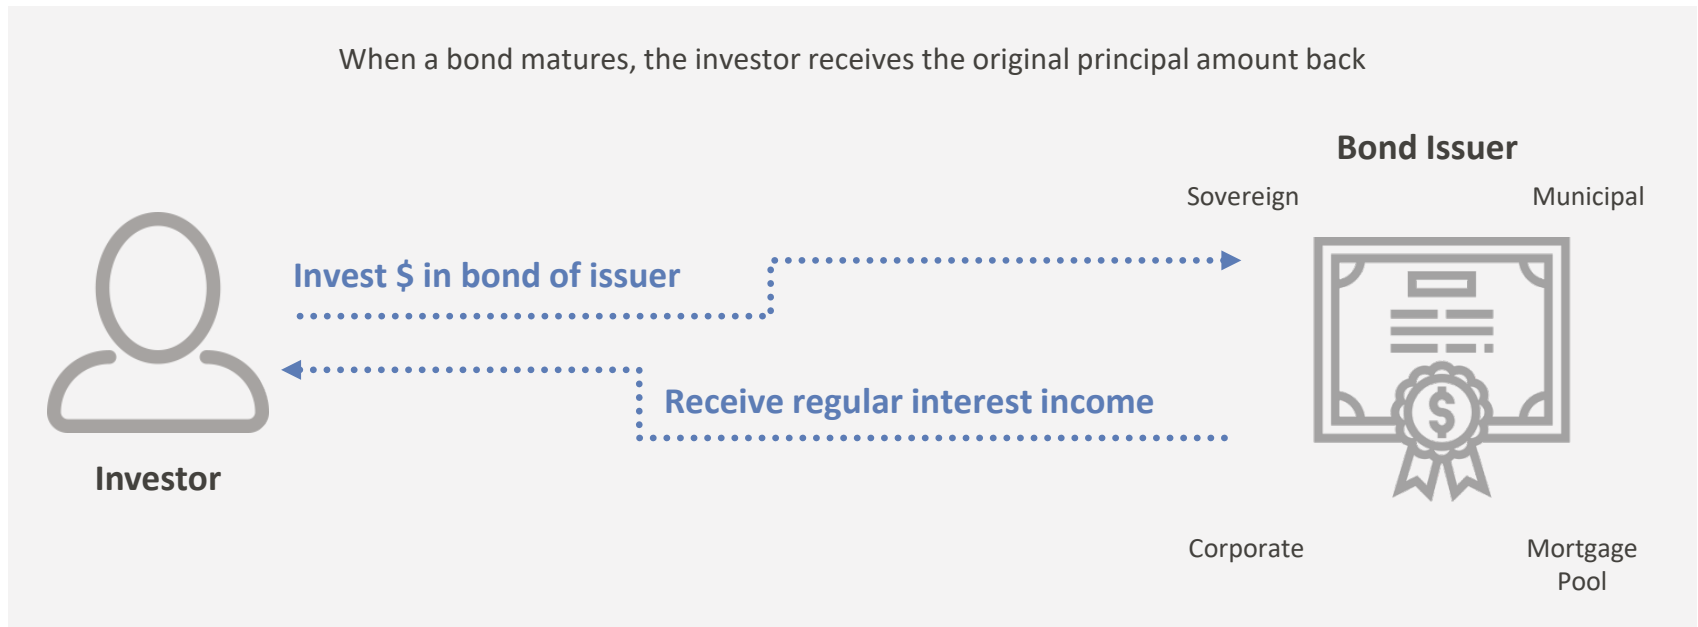 When a bond matures, the investor receives the original principal amount back
Bond Issuer
Sovereign
Municipal
Invest $ in bond of issuer
Receive regular interest income
$
Investor
Corporate
Mortgage
Pool